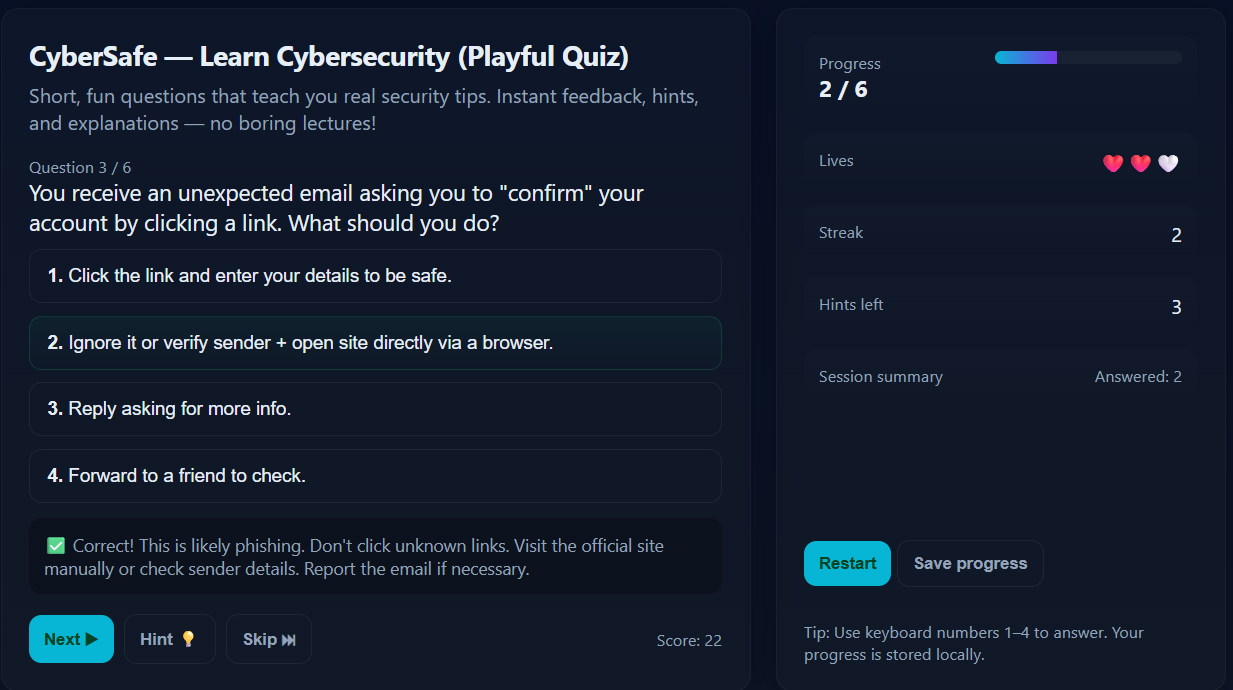 CyberSafe — Learn Cybersecurity (Playful Quiz)
Short, fun questions that teach you real security tips. Instant feedback, hints,
and explanations — no boring lectures!
Question 3 / 6
You receive an unexpected email asking you to "confirm" your
account by clicking a link. What should you do?
1. Click the link and enter your details to be safe.
2. Ignore it or verify sender + open site directly via a browser.
3. Reply asking for more info.
4. Forward to a friend to check.
✅ Correct! This is likely phishing. Don't click unknown links. Visit the official site
manually or check sender details. Report the email if necessary.
Next ▶
Hint 💡
Skip ⏭
Score: 22
Progress
2 / 6
Lives
Streak
2
Hints left
3
Session summary
Answered: 2
Restart
Save progress
Tip: Use keyboard numbers 1–4 to answer. Your
progress is stored locally.